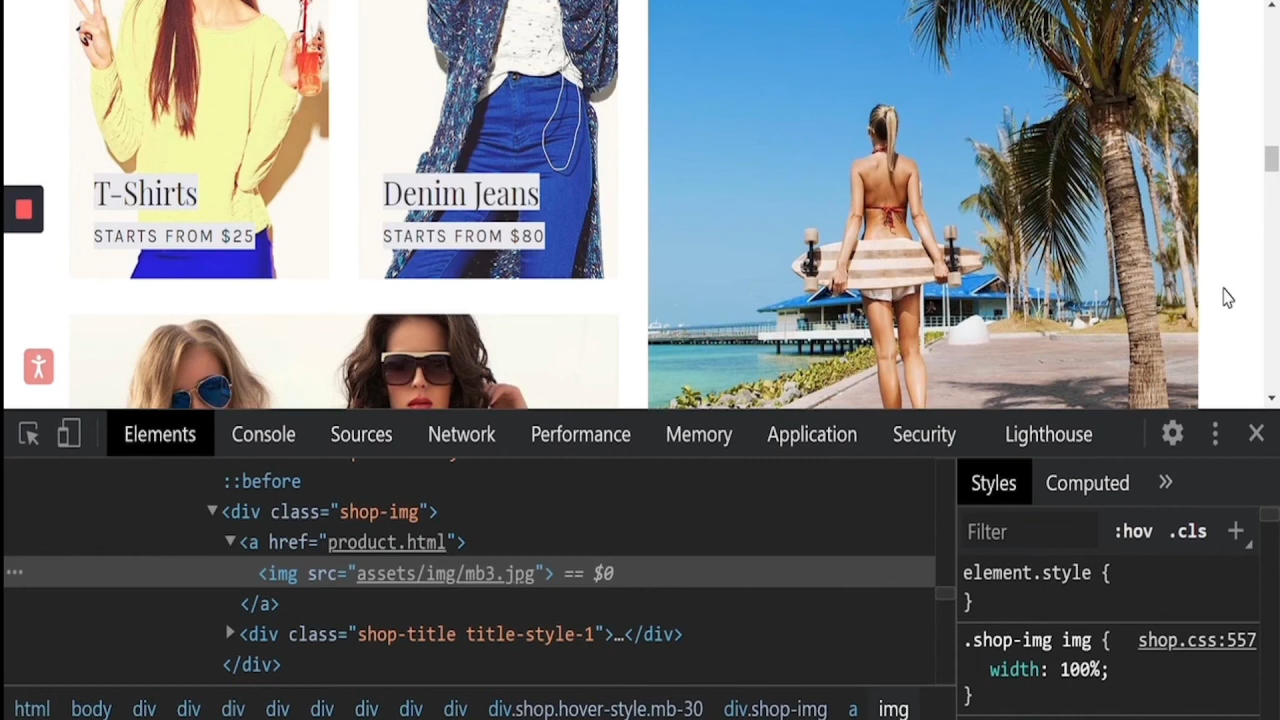 T-Shirts
STARTS FROM $25
Denim Jeans
STARTS FROM $80
Elements Console Sources Network Performance Memory Application Security Lighthouse
::before
<div class="shop-img">
<a href="product.html">
<img src="assets/img/mb3.jpg"> == $0
</a>
<div class="shop-title title-style-1">…</div>
</div>
html body div div div div div div div div div.shop.hover-style.mb-30 div.shop-img a img
Styles Computed »
Filter :hov .cls +
element.style {
}
.shop-img img { shop.css:557
width: 100%;
}